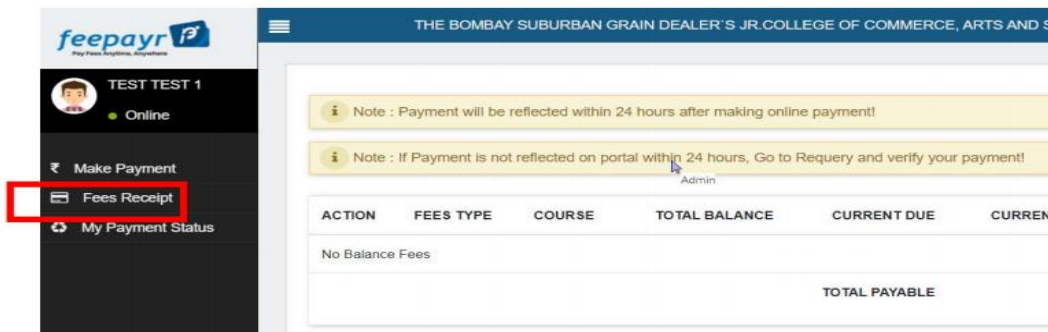 feepayr
Pay Fees Anytime, Anywhere
THE BOMBAY SUBURBAN GRAIN DEALER'S JR.COLLEGE OF COMMERCE, ARTS AND S
TEST TEST 1
Online
Make Payment
Fees Receipt
My Payment Status
i Note : Payment will be reflected within 24 hours after making online payment!
i Note : If Payment is not reflected on portal within 24 hours, Go to Requery and verify your payment!
Admin
ACTION FEES TYPE COURSE TOTAL BALANCE CURRENT DUE CURREN
No Balance Fees
TOTAL PAYABLE